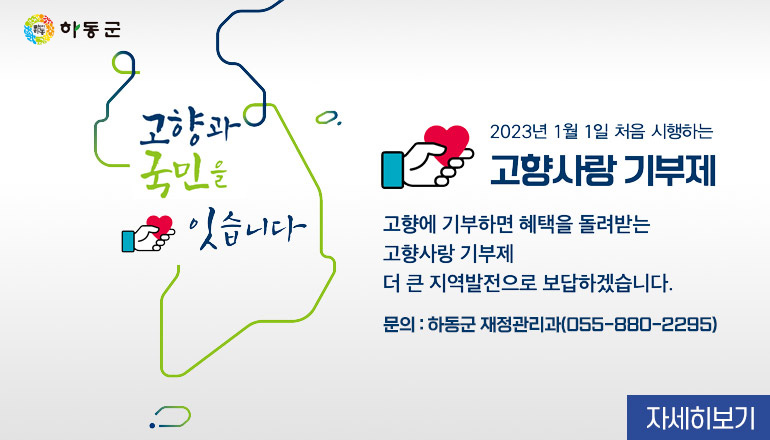 하동군
고향과
국민을
잇습니다
2023년 1월 1일 처음 시행하는
고향사랑 기부제
고향에 기부하면 혜택을 돌려받는
고향사랑 기부제
더 큰 지역발전으로 보답하겠습니다.
문의 : 하동군 재정관리과(055-880-2295)
자세히보기